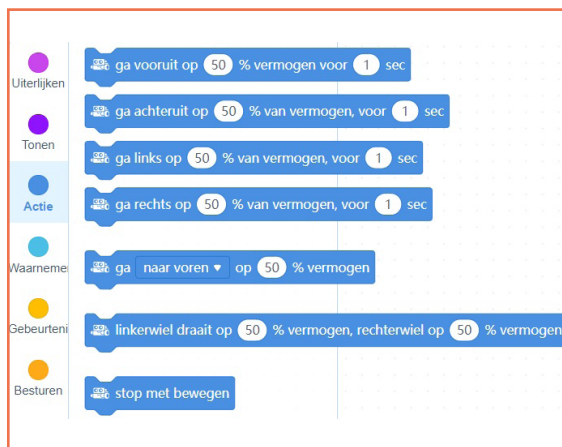 Uiterlijken
Tonen
Actie
Waarnemen
Gebeurteni
Besturen
ga vooruit op 50 % vermogen voor 1 sec
ga achteruit op 50 % van vermogen, voor 1 sec
ga links op 50 % van vermogen, voor 1 sec
ga rechts op 50 % van vermogen, voor 1 sec
ga naar voren op 50 % vermogen
linkerwiel draait op 50 % vermogen, rechterwiel op 50 % vermogen
stop met bewegen